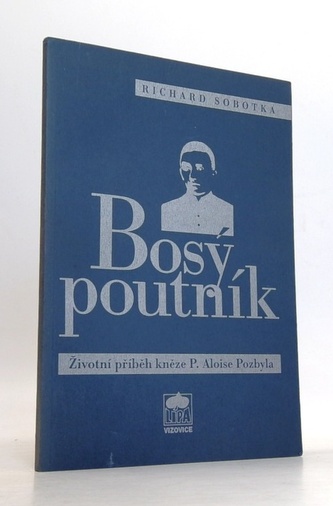 RICHARD SOBOTKA
Bosý
poutník
Životní příběh kněze P. Aloise Pozbyla
LÍPA
VIZOVICE